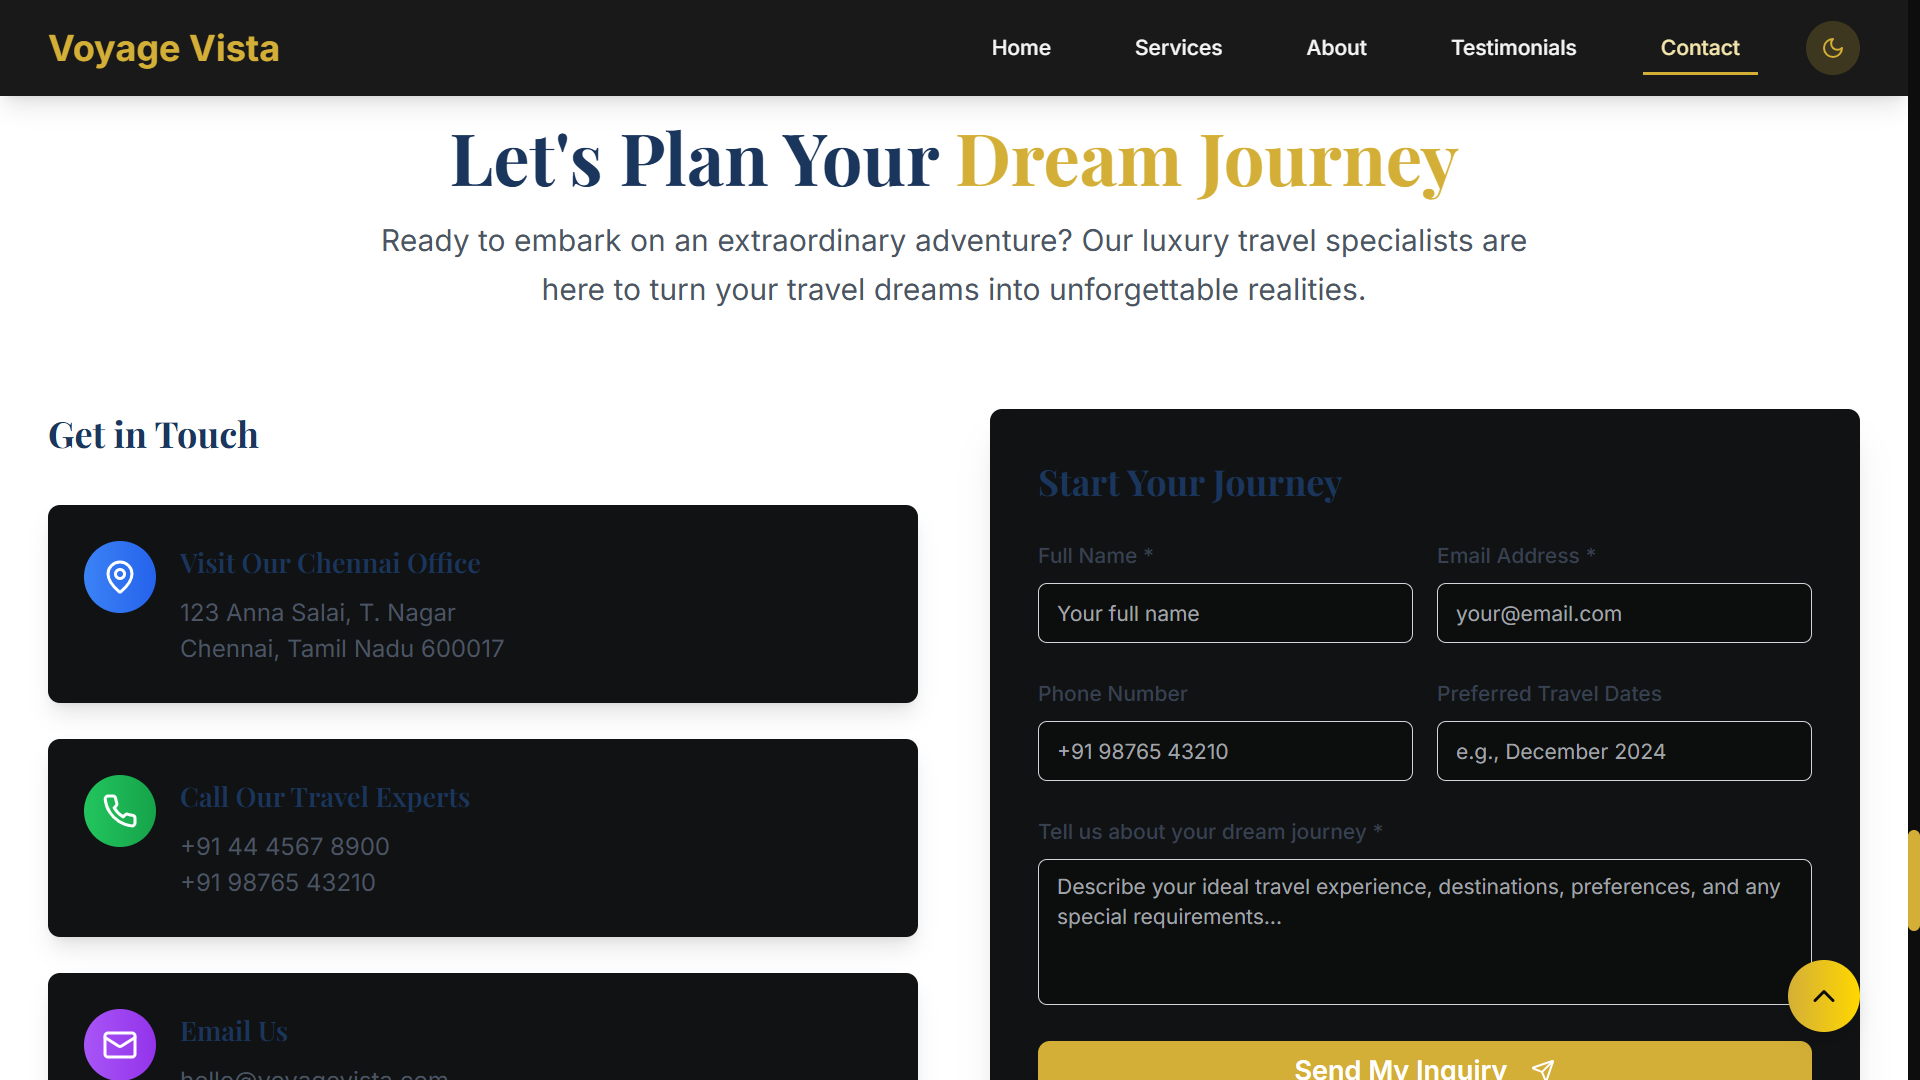 Voyage Vista
Home
Services
About
Testimonials
Contact
Let's Plan Your Dream Journey
Ready to embark on an extraordinary adventure? Our luxury travel specialists are
here to turn your travel dreams into unforgettable realities.
Get in Touch
Visit Our Chennai Office
123 Anna Salai, T. Nagar
Chennai, Tamil Nadu 600017
Call Our Travel Experts
+91 44 4567 8900
+91 98765 43210
Email Us
hello@voyagevista.com
Start Your Journey
Full Name *
Your full name
Email Address *
your@email.com
Phone Number
+91 98765 43210
Preferred Travel Dates
e.g., December 2024
Tell us about your dream journey *
Describe your ideal travel experience, destinations, preferences, and any
special requirements...
Send My Inquiry